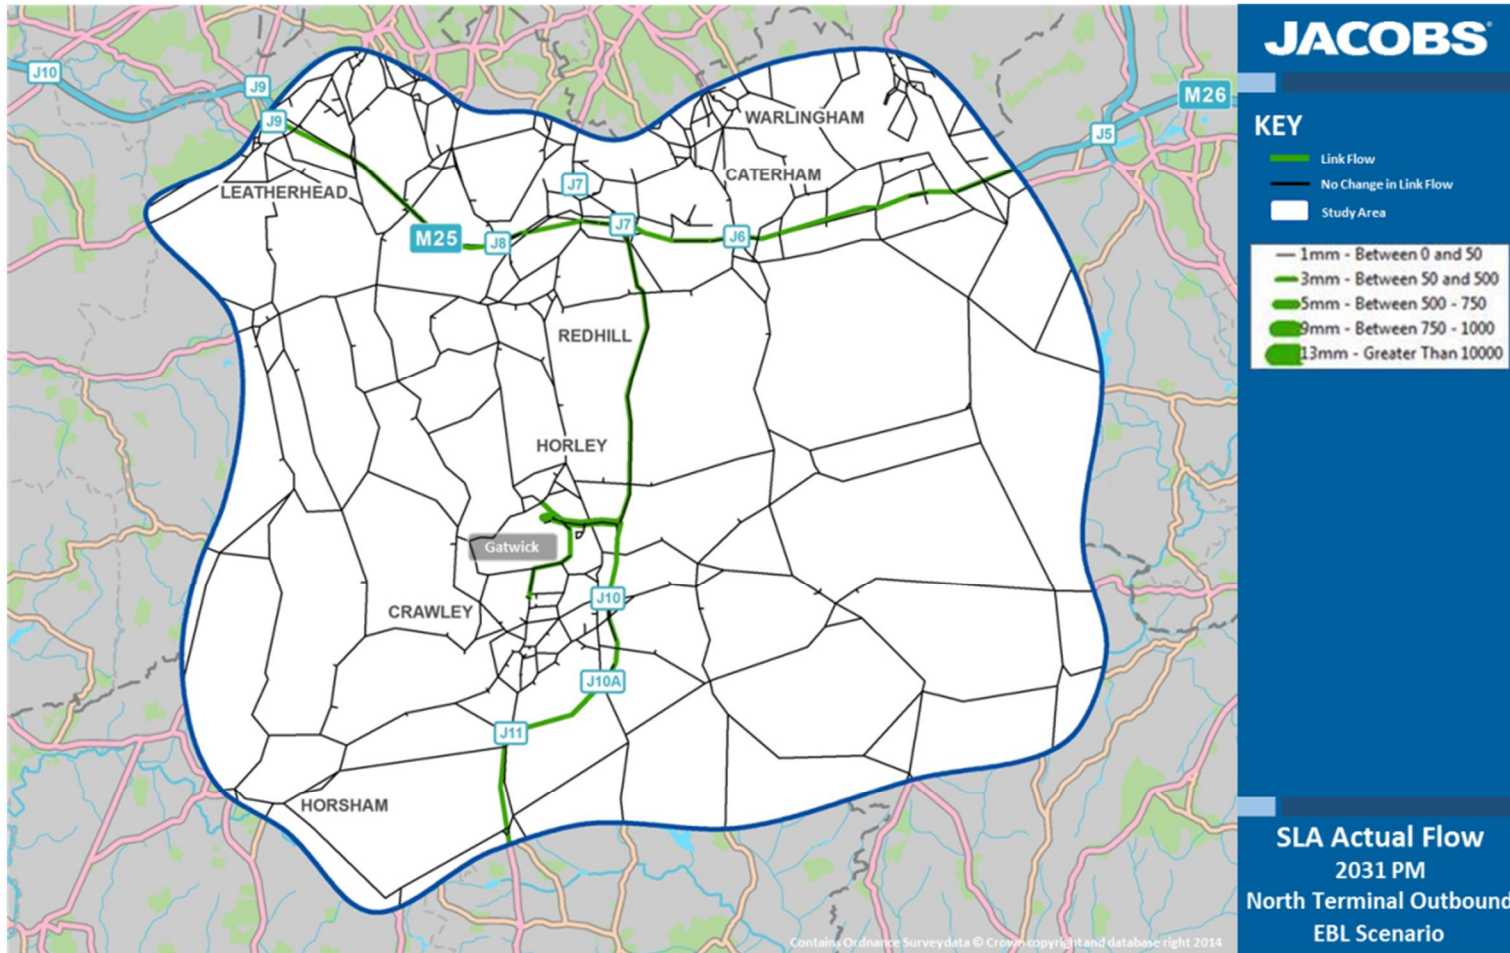 JACOBS
KEY
Link Flow
No Change in Link Flow
Study Area
1mm - Between 0 and 50
3mm - Between 50 and 500
5mm - Between 500 - 750
9mm - Between 750 - 1000
13mm - Greater Than 10000
J10
J9
J9
M26
J5
WARLINGHAM
CATERHAM
LEATHERHEAD
J7
J7
M25
J8
J6
REDHILL
HORLEY
Gatwick
J10
CRAWLEY
J10A
J11
HORSHAM
SLA Actual Flow
2031 PM
North Terminal Outbound
EBL Scenario
Contains Ordnance Survey data © Crown copyright and database right 2014